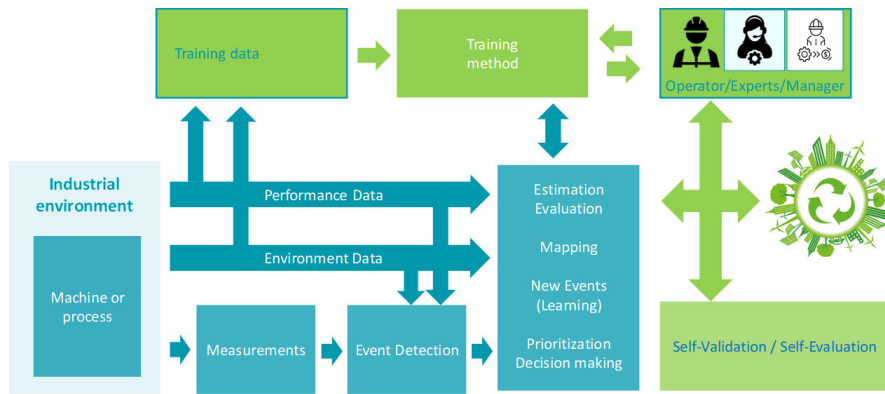 Training data
Training
method
Operator/Experts/Manager
Industrial
environment
Performance Data
Environment Data
Machine or
process
Measurements
Event Detection
Estimation
Evaluation
Mapping
New Events
(Learning)
Prioritization
Decision making
Self-Validation / Self-Evaluation